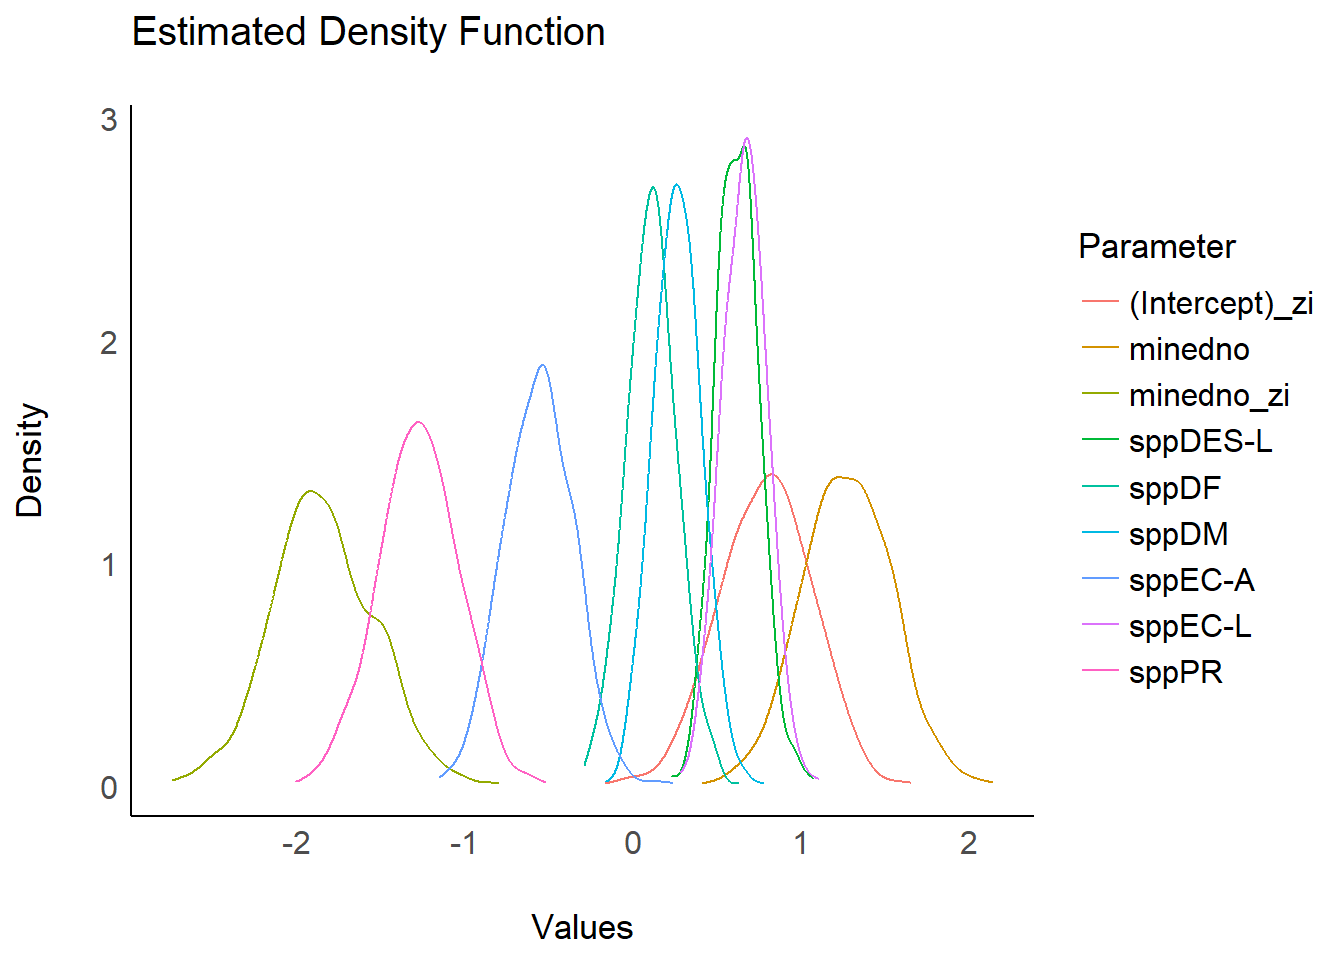 Estimated Density Function
3
2
1
0
Density
-2
-1
0
1
2
Values
Parameter
(Intercept)_zi
minedno
minedno_zi
sppDES-L
sppDF
sppDM
sppEC-A
sppEC-L
sppPR